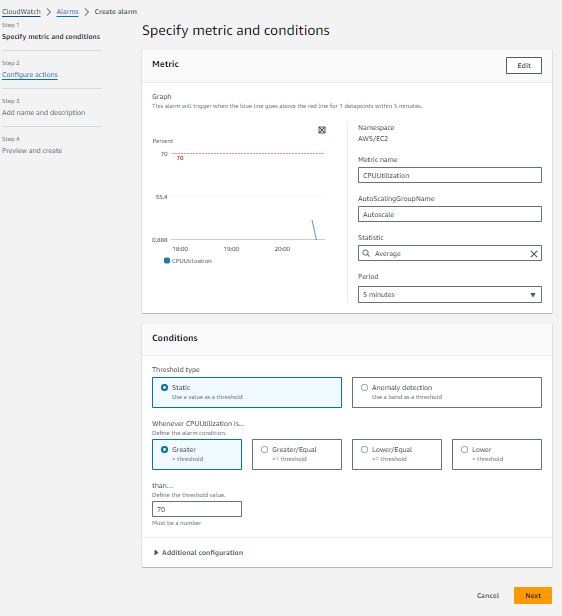 CloudWatch > Alarms > Create alarm
Step 1
Specify metric and conditions
Step 2
Configure actions
Step 3
Add name and description
Step 4
Preview and create
Specify metric and conditions
Metric
Edit
Graph
This alarm will trigger when the blue line goes above the red line for 1 datapoints within 5 minutes.
Percent
70
70
35.4
0.888
18:00 19:00 20:00
CPUUtilization
Namespace
AWS/EC2
Metric name
CPUUtilization
AutoScalingGroupName
Autoscale
Statistic
Average
Period
5 minutes
Conditions
Threshold type
Static
Use a value as a threshold
Anomaly detection
Use a band as a threshold
Whenever CPUUtilization is...
Define the alarm condition.
Greater
> threshold
Greater/Equal
>= threshold
Lower/Equal
<= threshold
Lower
< threshold
than...
Define the threshold value.
70
Must be a number
Additional configuration
Cancel
Next